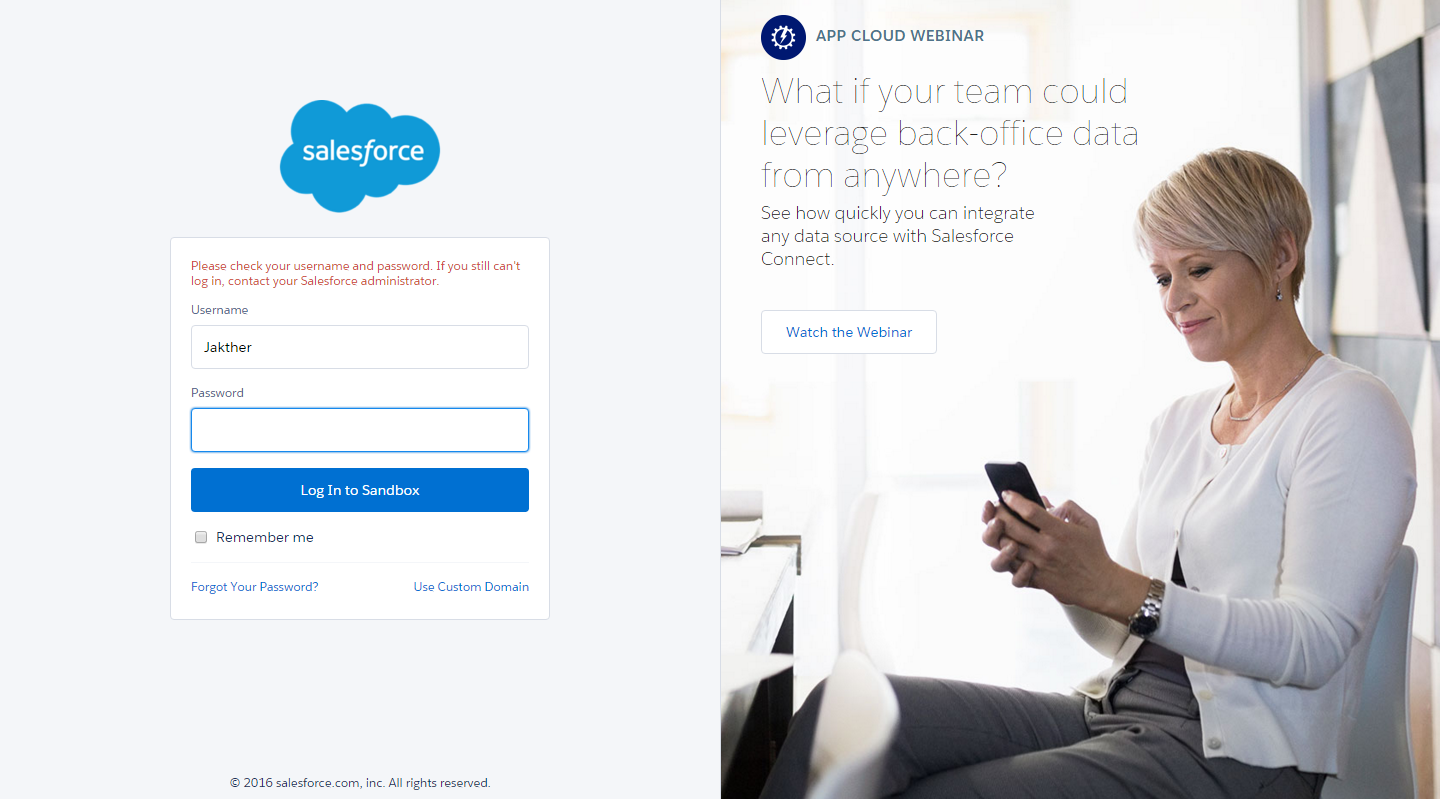 salesforce
Please check your username and password. If you still can't
log in, contact your Salesforce administrator.
Username
Jakther
Password
Log In to Sandbox
Remember me
Forgot Your Password?
Use Custom Domain
© 2016 salesforce.com, inc. All rights reserved.
APP CLOUD WEBINAR
What if your team could
leverage back-office data
from anywhere?
See how quickly you can integrate
any data source with Salesforce
Connect.
Watch the Webinar